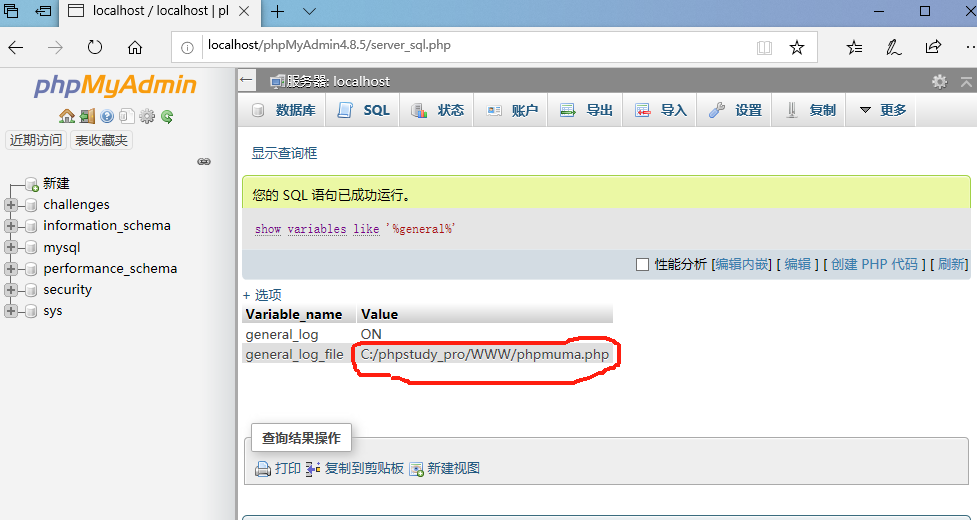 localhost / localhost | pl
localhost/phpMyAdmin4.8.5/server_sql.php
phpMyAdmin
近期访问 表收藏夹
新建
challenges
information_schema
mysql
performance_schema
security
sys
服务器: localhost
数据库 SQL 状态 账户 导出 导入 设置 复制 更多
显示查询框
您的 SQL 语句已成功运行。
show variables like '%general%'
性能分析 [编辑内嵌] [ 编辑 ] [ 创建 PHP 代码 ] [ 刷新]
+ 选项
Variable_name Value
general_log ON
general_log_file C:/phpstudy_pro/WWW/phpmuma.php
查询结果操作
打印 复制到剪贴板 新建视图